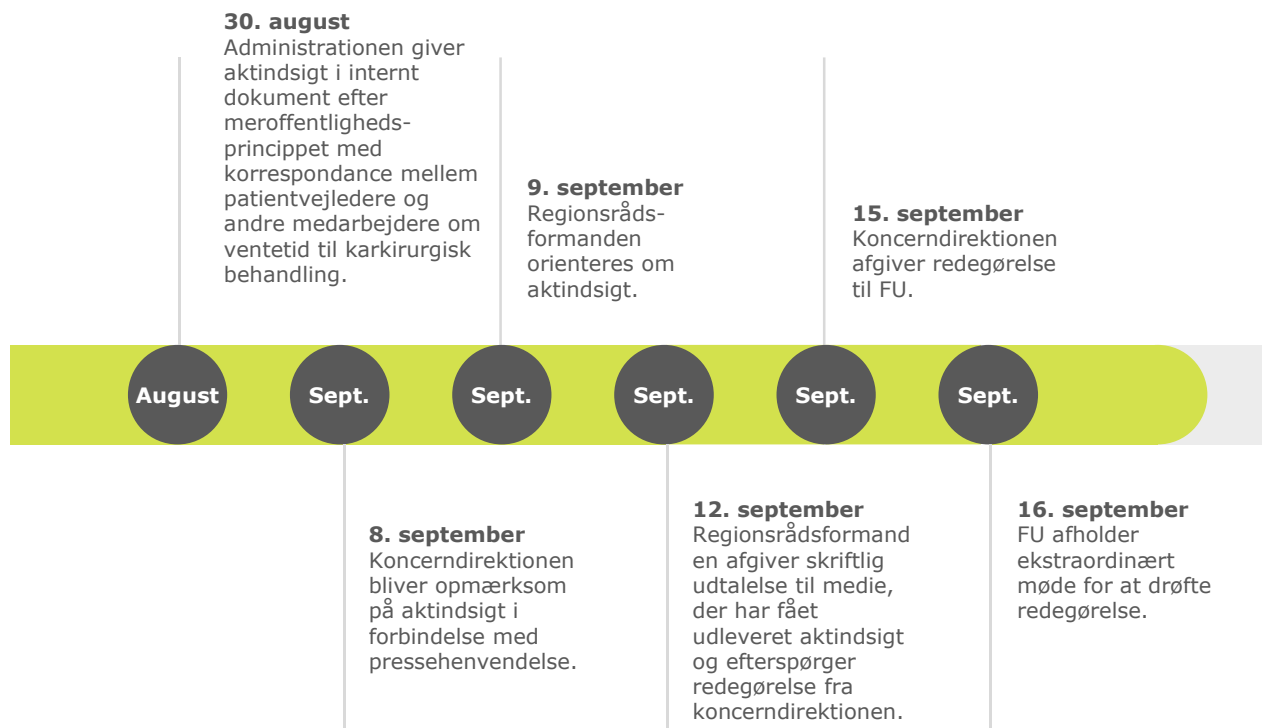 30. august
Administrationen giver
aktindsigt i internt
dokument efter
meroffentligheds-
princippet med
korrespondance mellem
patientvejledere og
andre medarbejdere om
ventetid til karkirurgisk
behandling.
9. september
Regionsråds-
formanden
orienteres om
aktindsigt.
15. september
Koncerndirektionen
afgiver redegørelse
til FU.
August
Sept.
Sept.
Sept.
Sept.
Sept.
8. september
Koncerndirektionen
bliver opmærksom
på aktindsigt i
forbindelse med
pressehenvendelse.
12. september
Regionsrådsformand
en afgiver skriftlig
udtalelse til medie,
der har fået
udleveret aktindsigt
og efterspørger
redegørelse fra
koncerndirektionen.
16. september
FU afholder
ekstraordinært
møde for at drøfte
redegørelse.